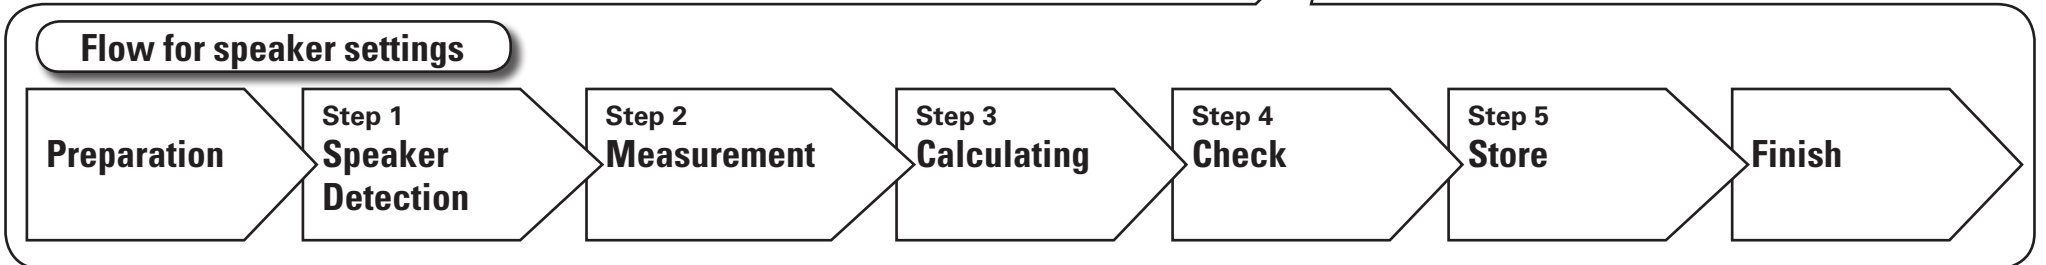 Flow for speaker settings
Preparation
Step 1
Speaker
Detection
Step 2
Measurement
Step 3
Calculating
Step 4
Check
Step 5
Store
Finish